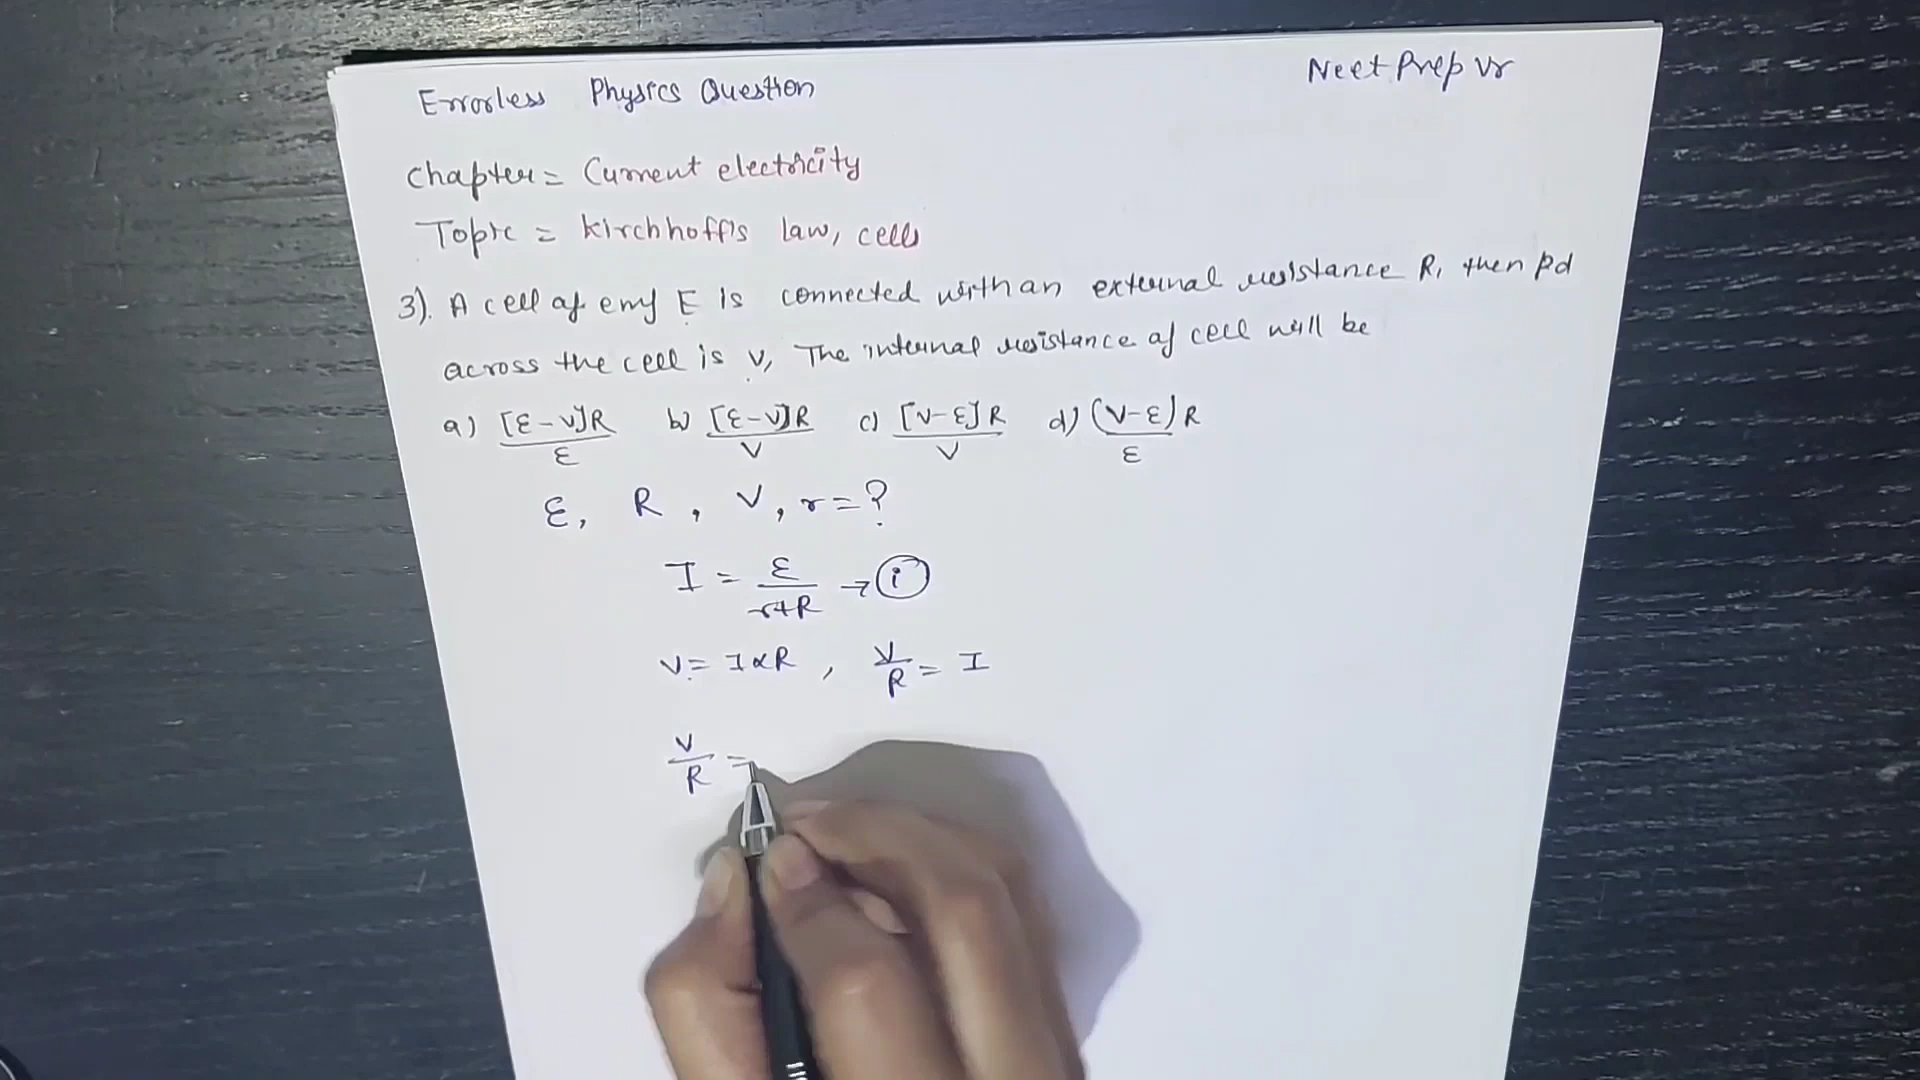 Errorless Physics Question
Neet Prep Vr
Chapter = Current electricity
Topic = Kirchhoff's law, cells
3). A cell of emf E is connected with an external resistance R, then pd
across the cell is v, The internal resistance of cell will be
a) [ε-v]R/ε b) [ε-v]R/V c) [V-ε]R/V d) (V-ε)R/ε
ε, R, V, r=?
I = ε/r+R → (i)
V = I×R, V/R = I
V/R =